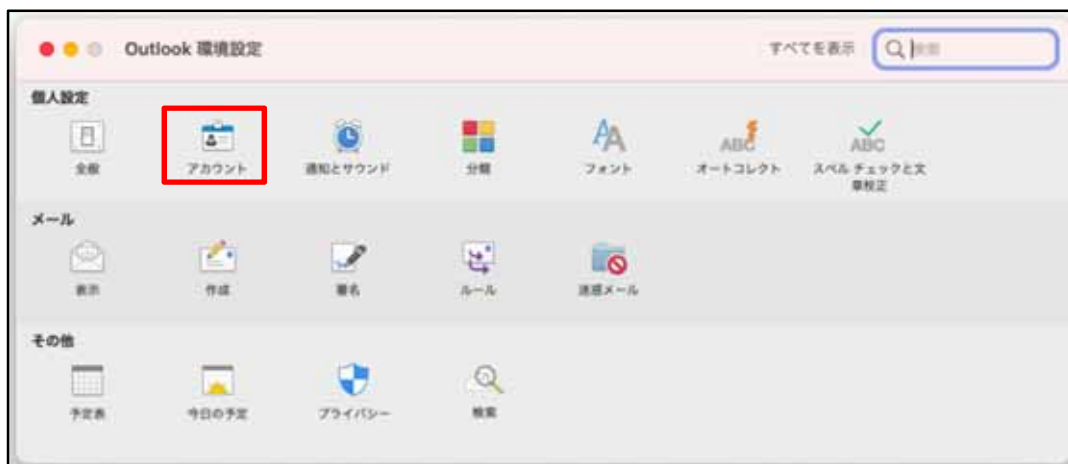 Outlook 環境設定
すべてを表示
検索
個人設定
全般
アカウント
通知とサウンド
分類
フォント
ABC
オートコレクト
ABC
スペル チェックと文
章校正
メール
表示
作成
署名
ルール
迷惑メール
その他
予定表
今日の予定
プライバシー
検索